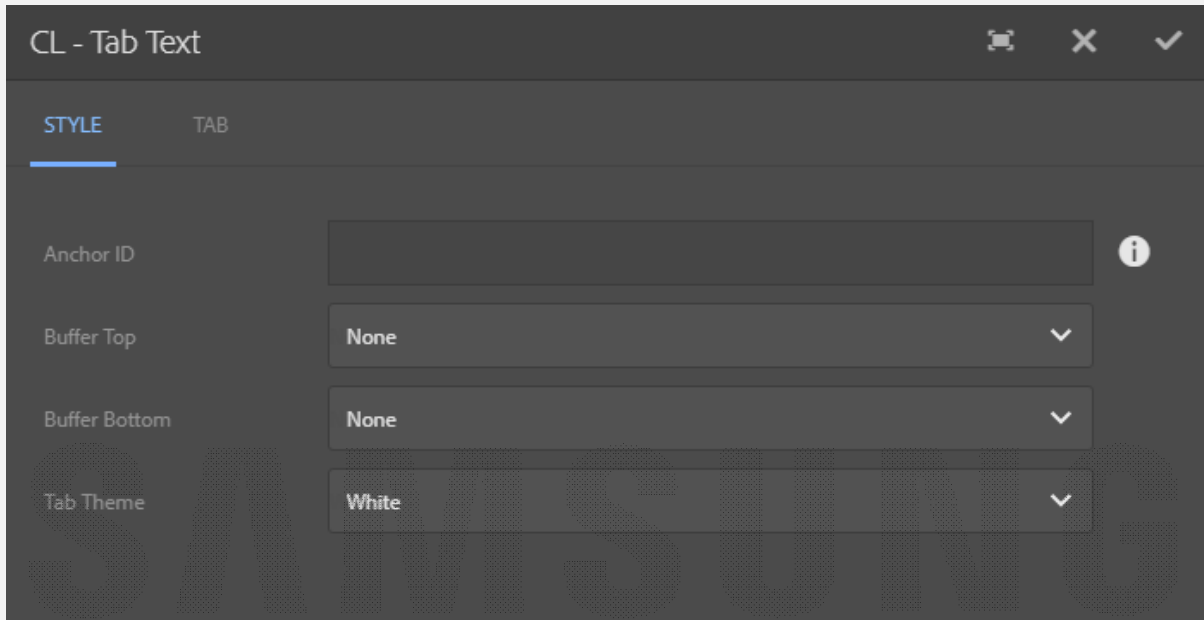 CL - Tab Text
STYLE TAB
Anchor ID
Buffer Top None
Buffer Bottom None
Tab Theme White
SAMSUNG